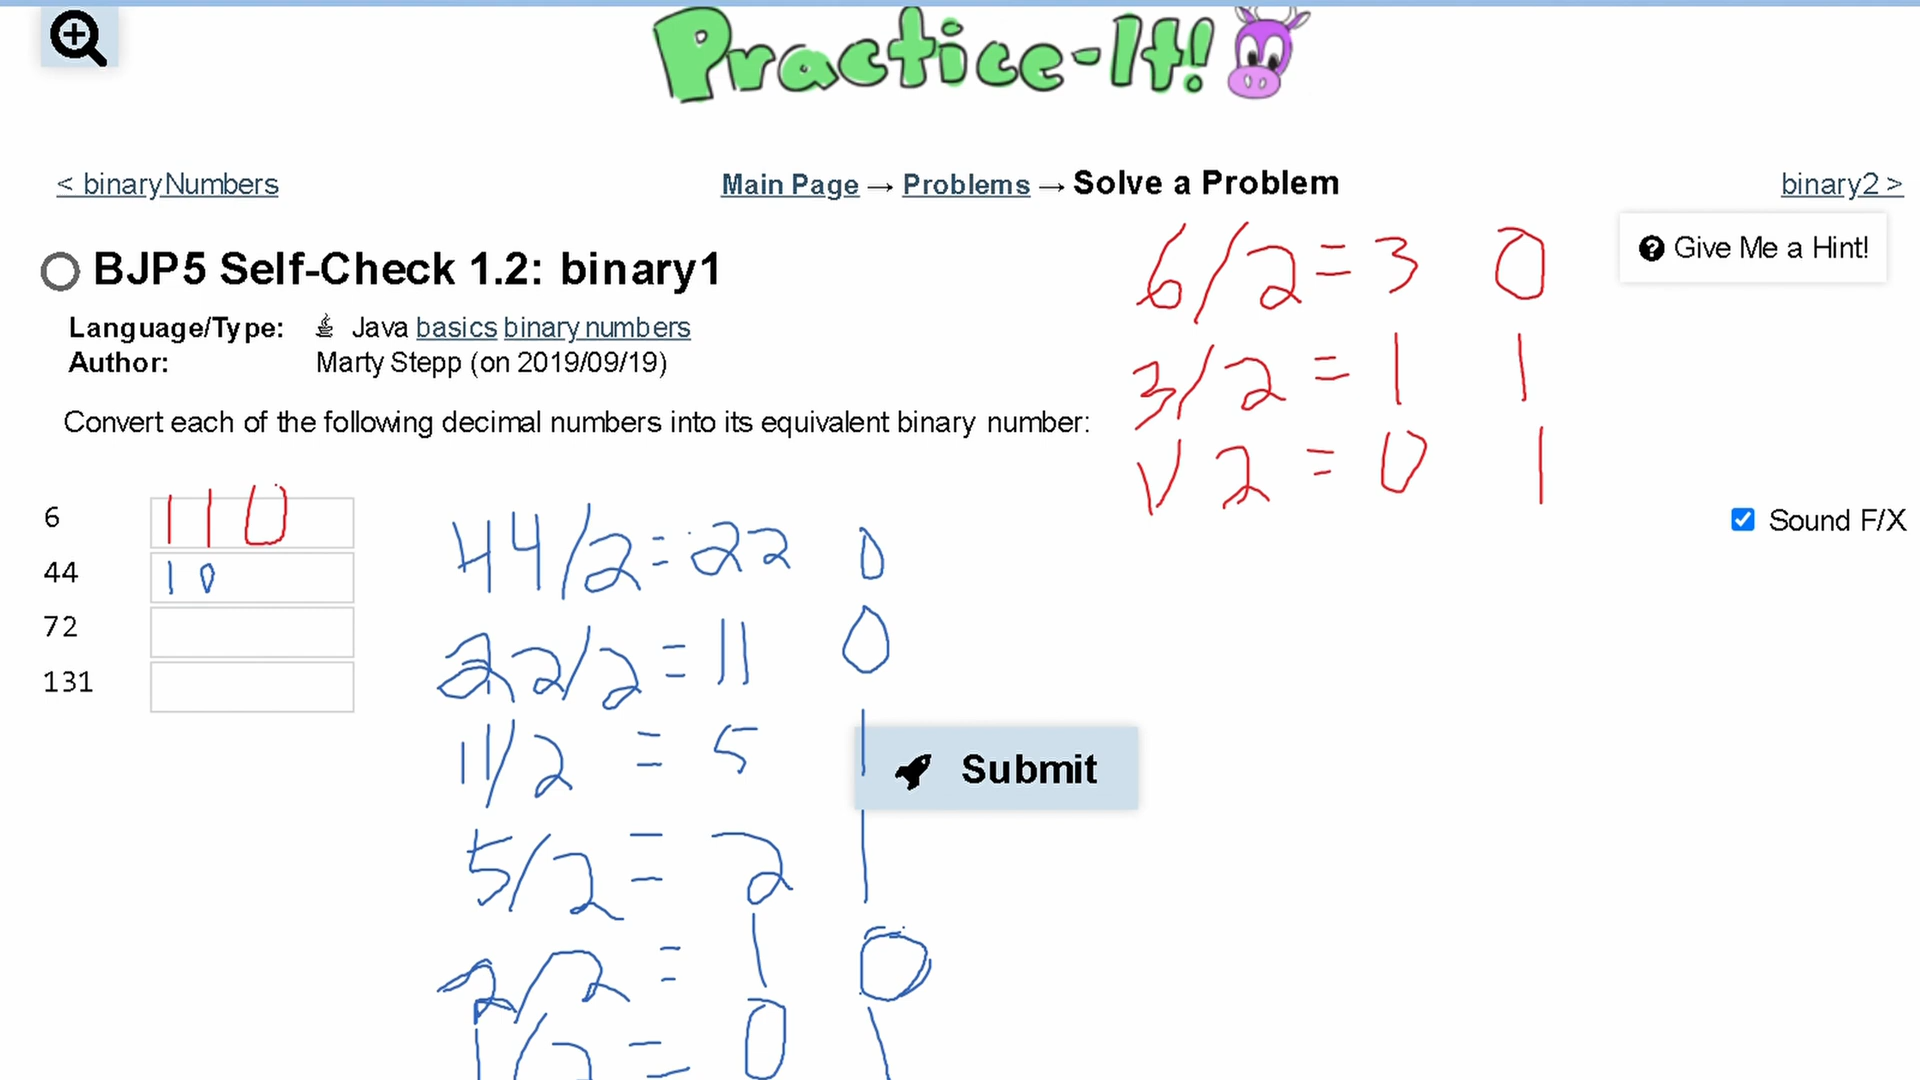 Practice-It!
< binaryNumbers
Main Page → Problems → Solve a Problem
binary2 >
Give Me a Hint!
BJP5 Self-Check 1.2: binary1
Language/Type: Java basics binary numbers
Author: Marty Stepp (on 2019/09/19)
Convert each of the following decimal numbers into its equivalent binary number:
6/2=3 0
3/2=1 1
1/2=0 1
6 110
44 10
72
131
Sound F/X
44/2=22 0
22/2=11 0
11/2=5 1
Submit
5/2=2 1
2/2=1 0
1/2=0 1